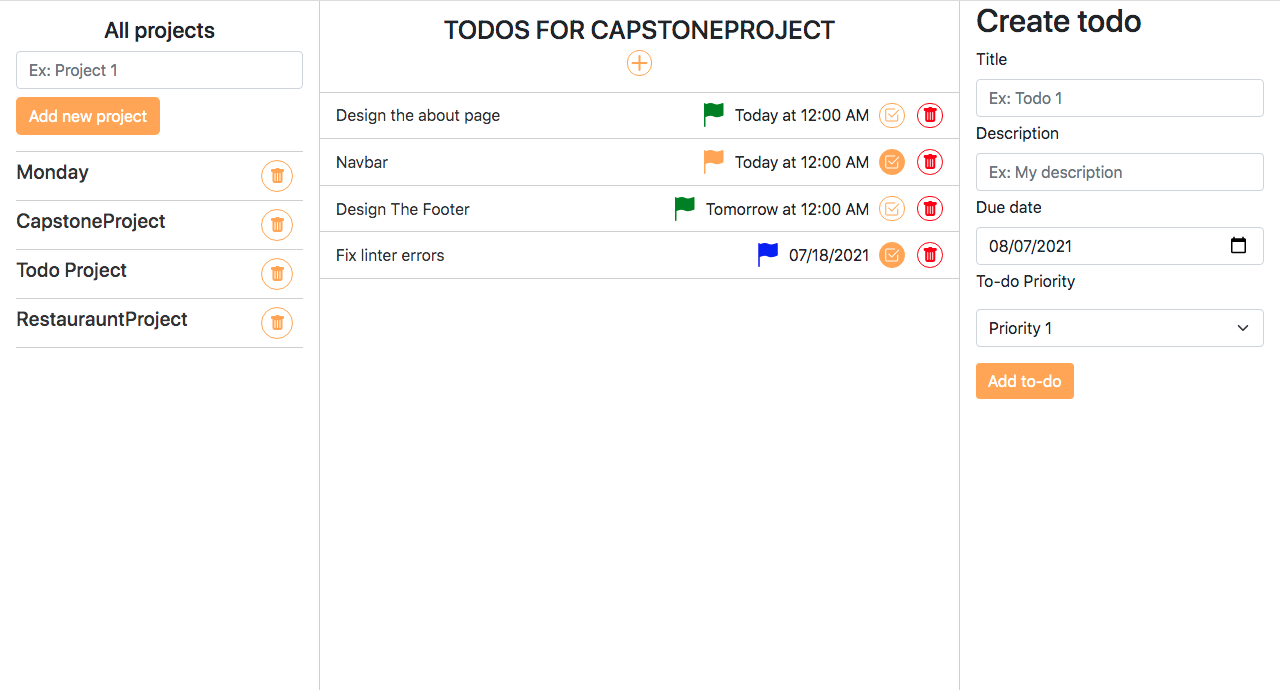 All projects
Ex: Project 1
Add new project
Monday
CapstoneProject
Todo Project
RestaurauntProject
TODOS FOR CAPSTONEPROJECT
Design the about page Today at 12:00 AM
Navbar Today at 12:00 AM
Design The Footer Tomorrow at 12:00 AM
Fix linter errors 07/18/2021
Create todo
Title
Ex: Todo 1
Description
Ex: My description
Due date
08/07/2021
To-do Priority
Priority 1
Add to-do